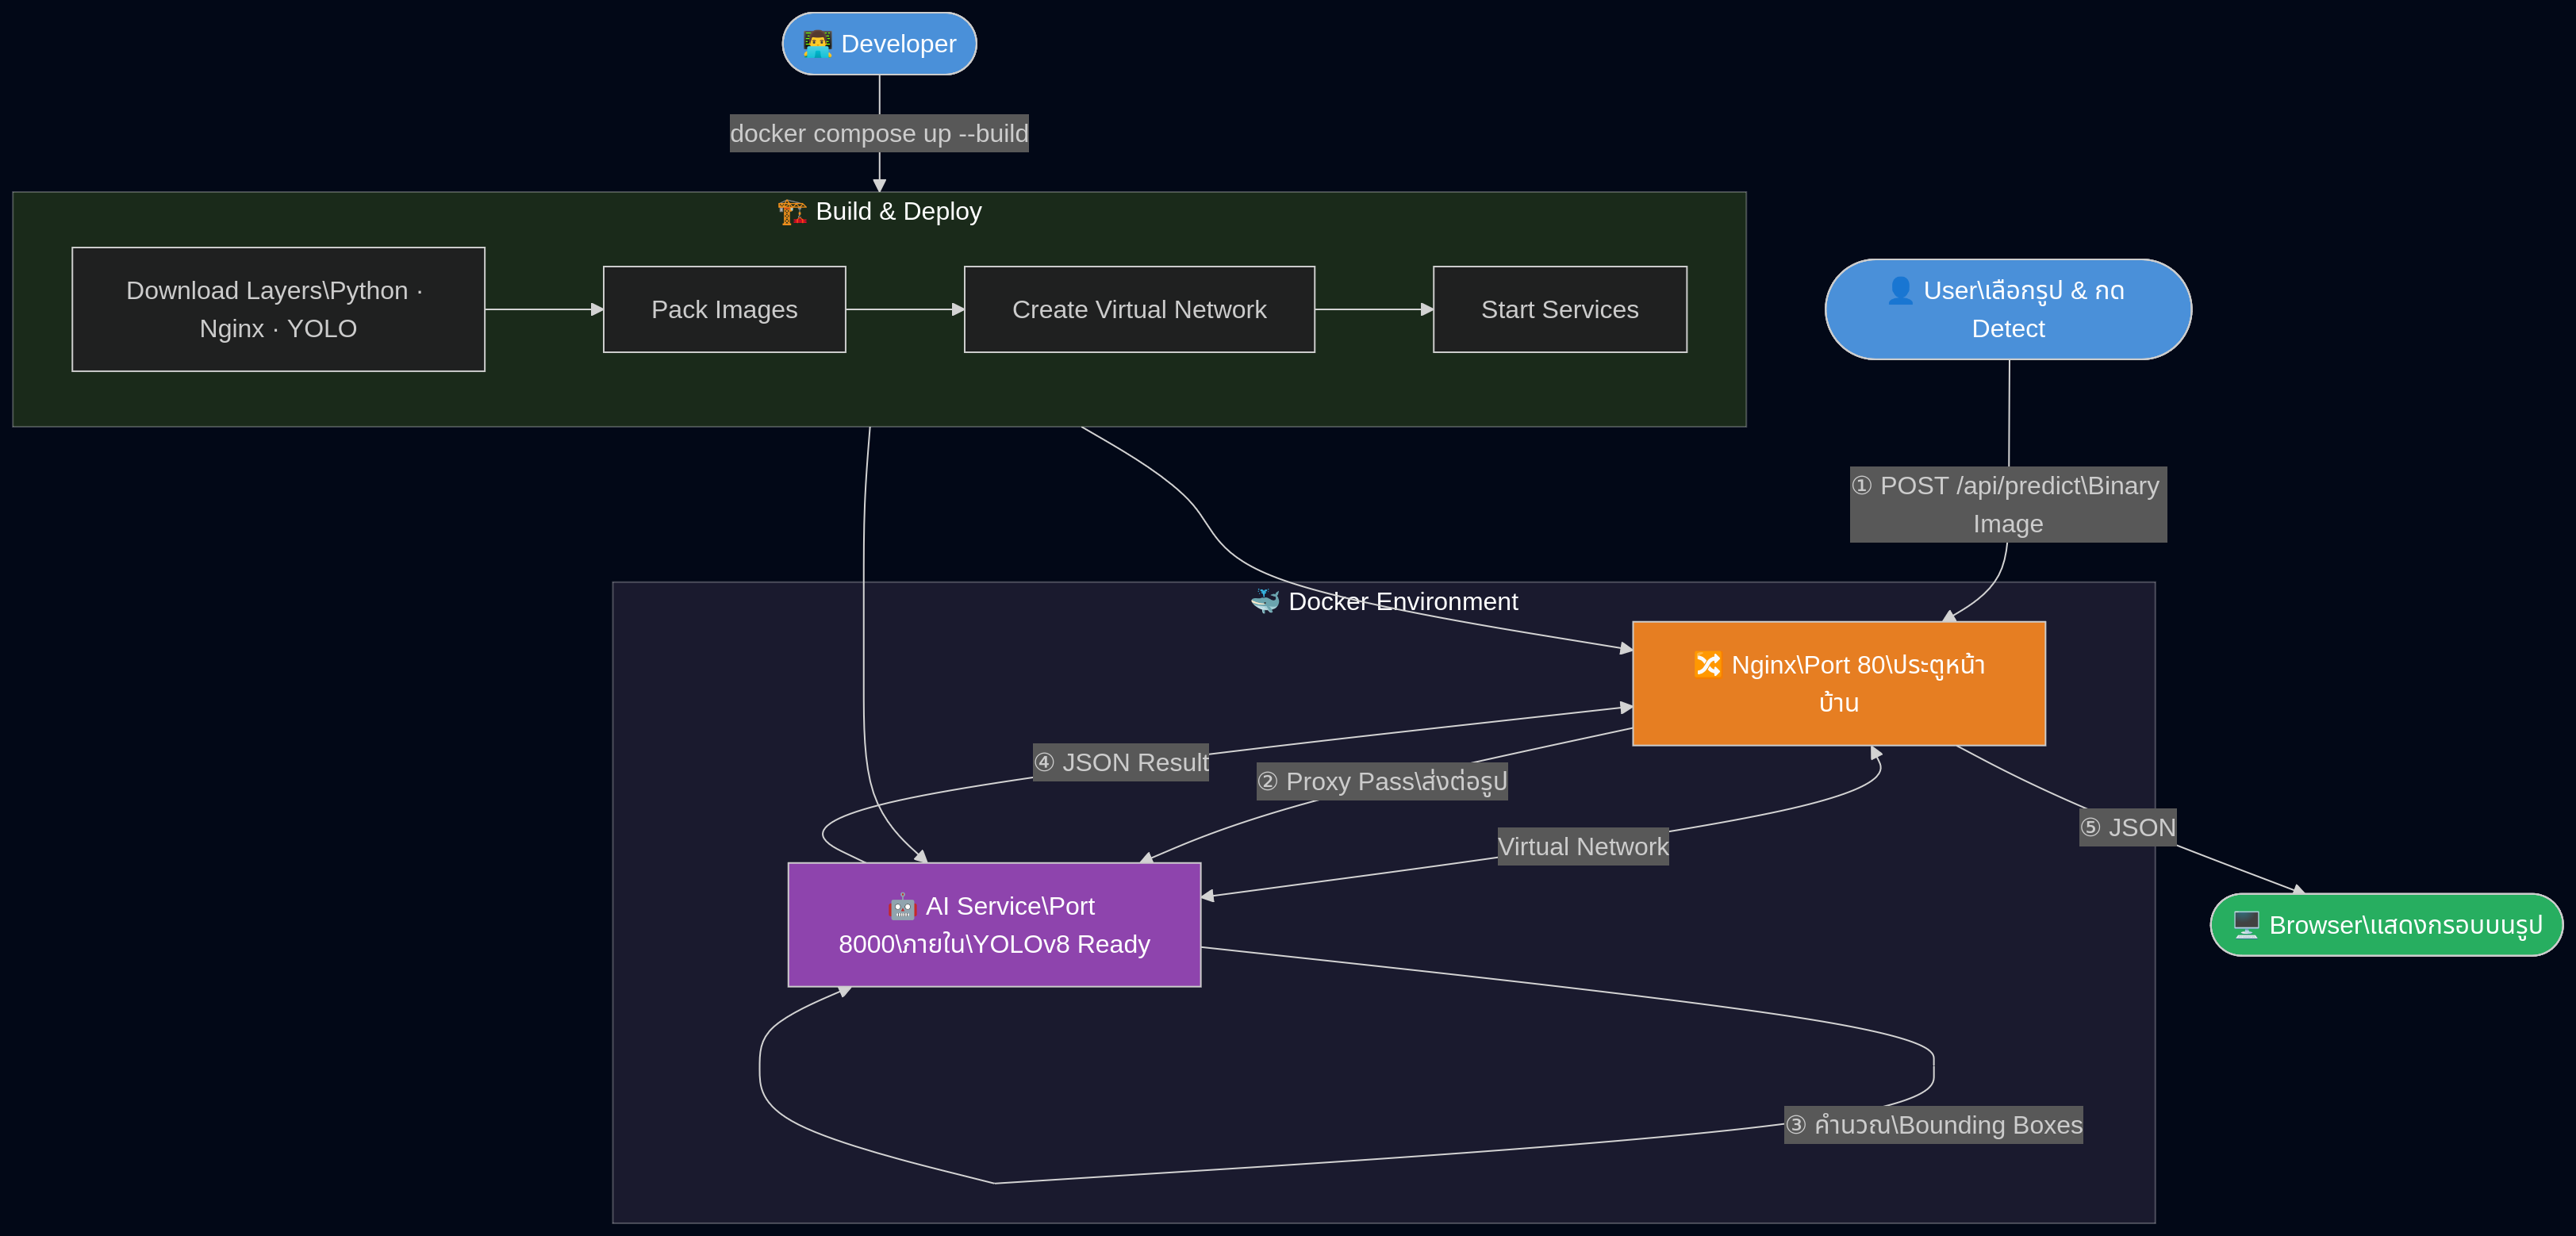 👨‍💻 Developer
docker compose up --build
🏗️ Build & Deploy
Download Layers\Python ·
Nginx · YOLO
Pack Images
Create Virtual Network
Start Services
👤 User\เลือกรูป & กด
Detect
① POST /api/predict\Binary
Image
🐳 Docker Environment
🔀 Nginx\Port 80\ประตูหน้า
บ้าน
④ JSON Result
② Proxy Pass\ส่งต่อรูป
Virtual Network
⑤ JSON
🤖 AI Service\Port
8000\ภายใน\YOLOv8 Ready
🖥️ Browser\แสดงกรอบบนรูป
③ คำนวณ\Bounding Boxes